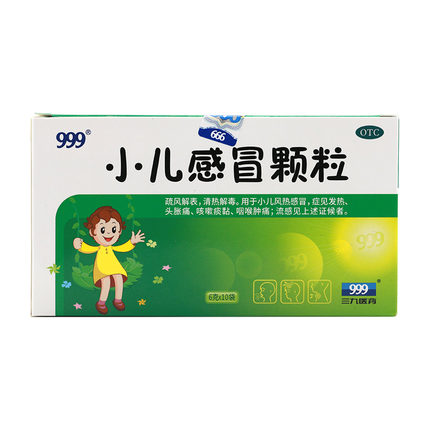 999
999®
OTC
小儿感冒颗粒
疏风解表，清热解毒。用于小儿风热感冒，症见发热、
头胀痛、咳嗽痰黏、咽喉肿痛；流感见上述证候者。
999
6克x10袋
999®
三九医药